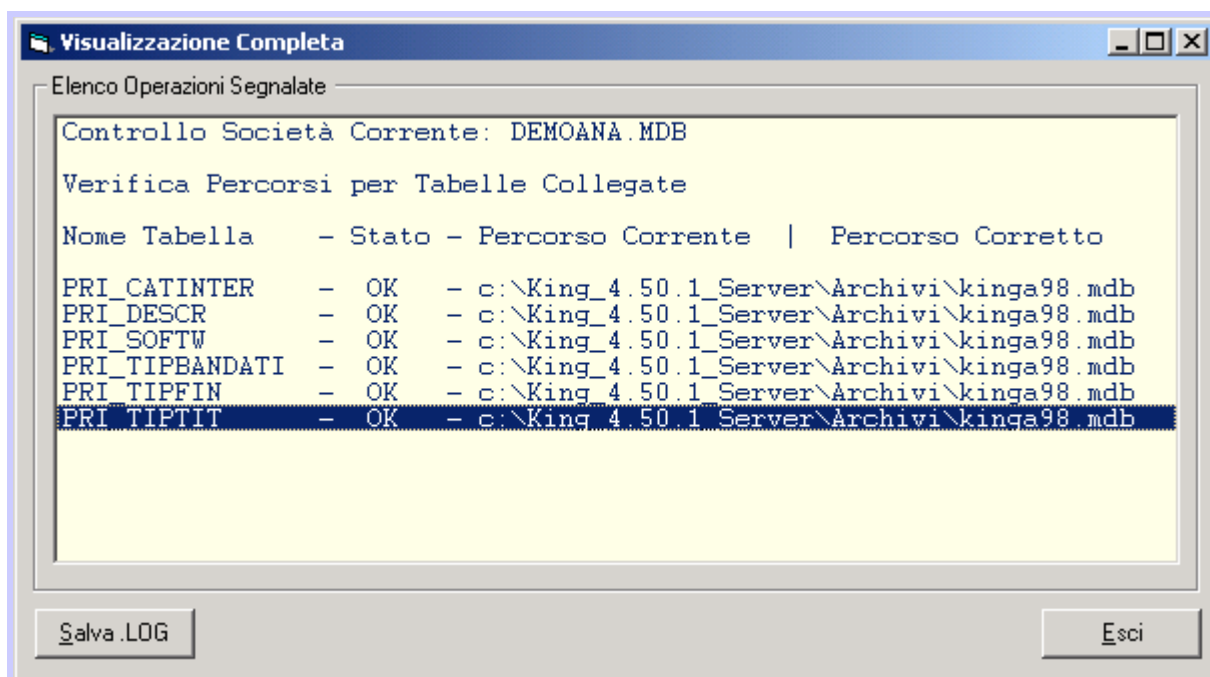 Visualizzazione Completa
Elenco Operazioni Segnalate
Controllo Società Corrente: DEMOANA.MDB
Verifica Percorsi per Tabelle Collegate
Nome Tabella - Stato - Percorso Corrente | Percorso Corretto
PRI_CATINTER - OK - c:\King_4.50.1_Server\Archivi\kinga98.mdb
PRI_DESCR - OK - c:\King_4.50.1_Server\Archivi\kinga98.mdb
PRI_SOFTW - OK - c:\King_4.50.1_Server\Archivi\kinga98.mdb
PRI_TIPBANDATI - OK - c:\King_4.50.1_Server\Archivi\kinga98.mdb
PRI_TIPFIN - OK - c:\King_4.50.1_Server\Archivi\kinga98.mdb
PRI_TIPTIT - OK - c:\King_4.50.1_Server\Archivi\kinga98.mdb
Salva .LOG
Esci